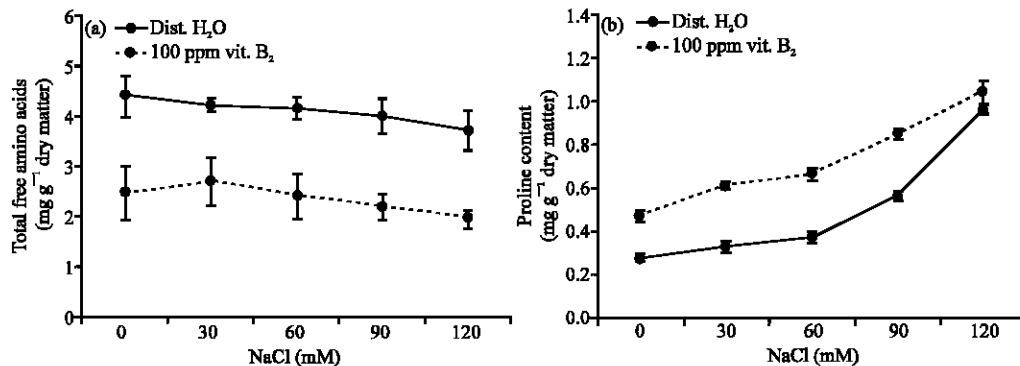 (a)
Dist. H₂O
100 ppm vit. B₂
Total free amino acids
(mg g⁻¹ dry matter)
6
5
4
3
2
1
0
0 30 60 90 120
NaCl (mM)
(b)
Dist. H₂O
100 ppm vit. B₂
Proline content
(mg g⁻¹ dry matter)
1.4
1.2
1.0
0.8
0.6
0.4
0.2
0.0
0 30 60 90 120
NaCl (mM)